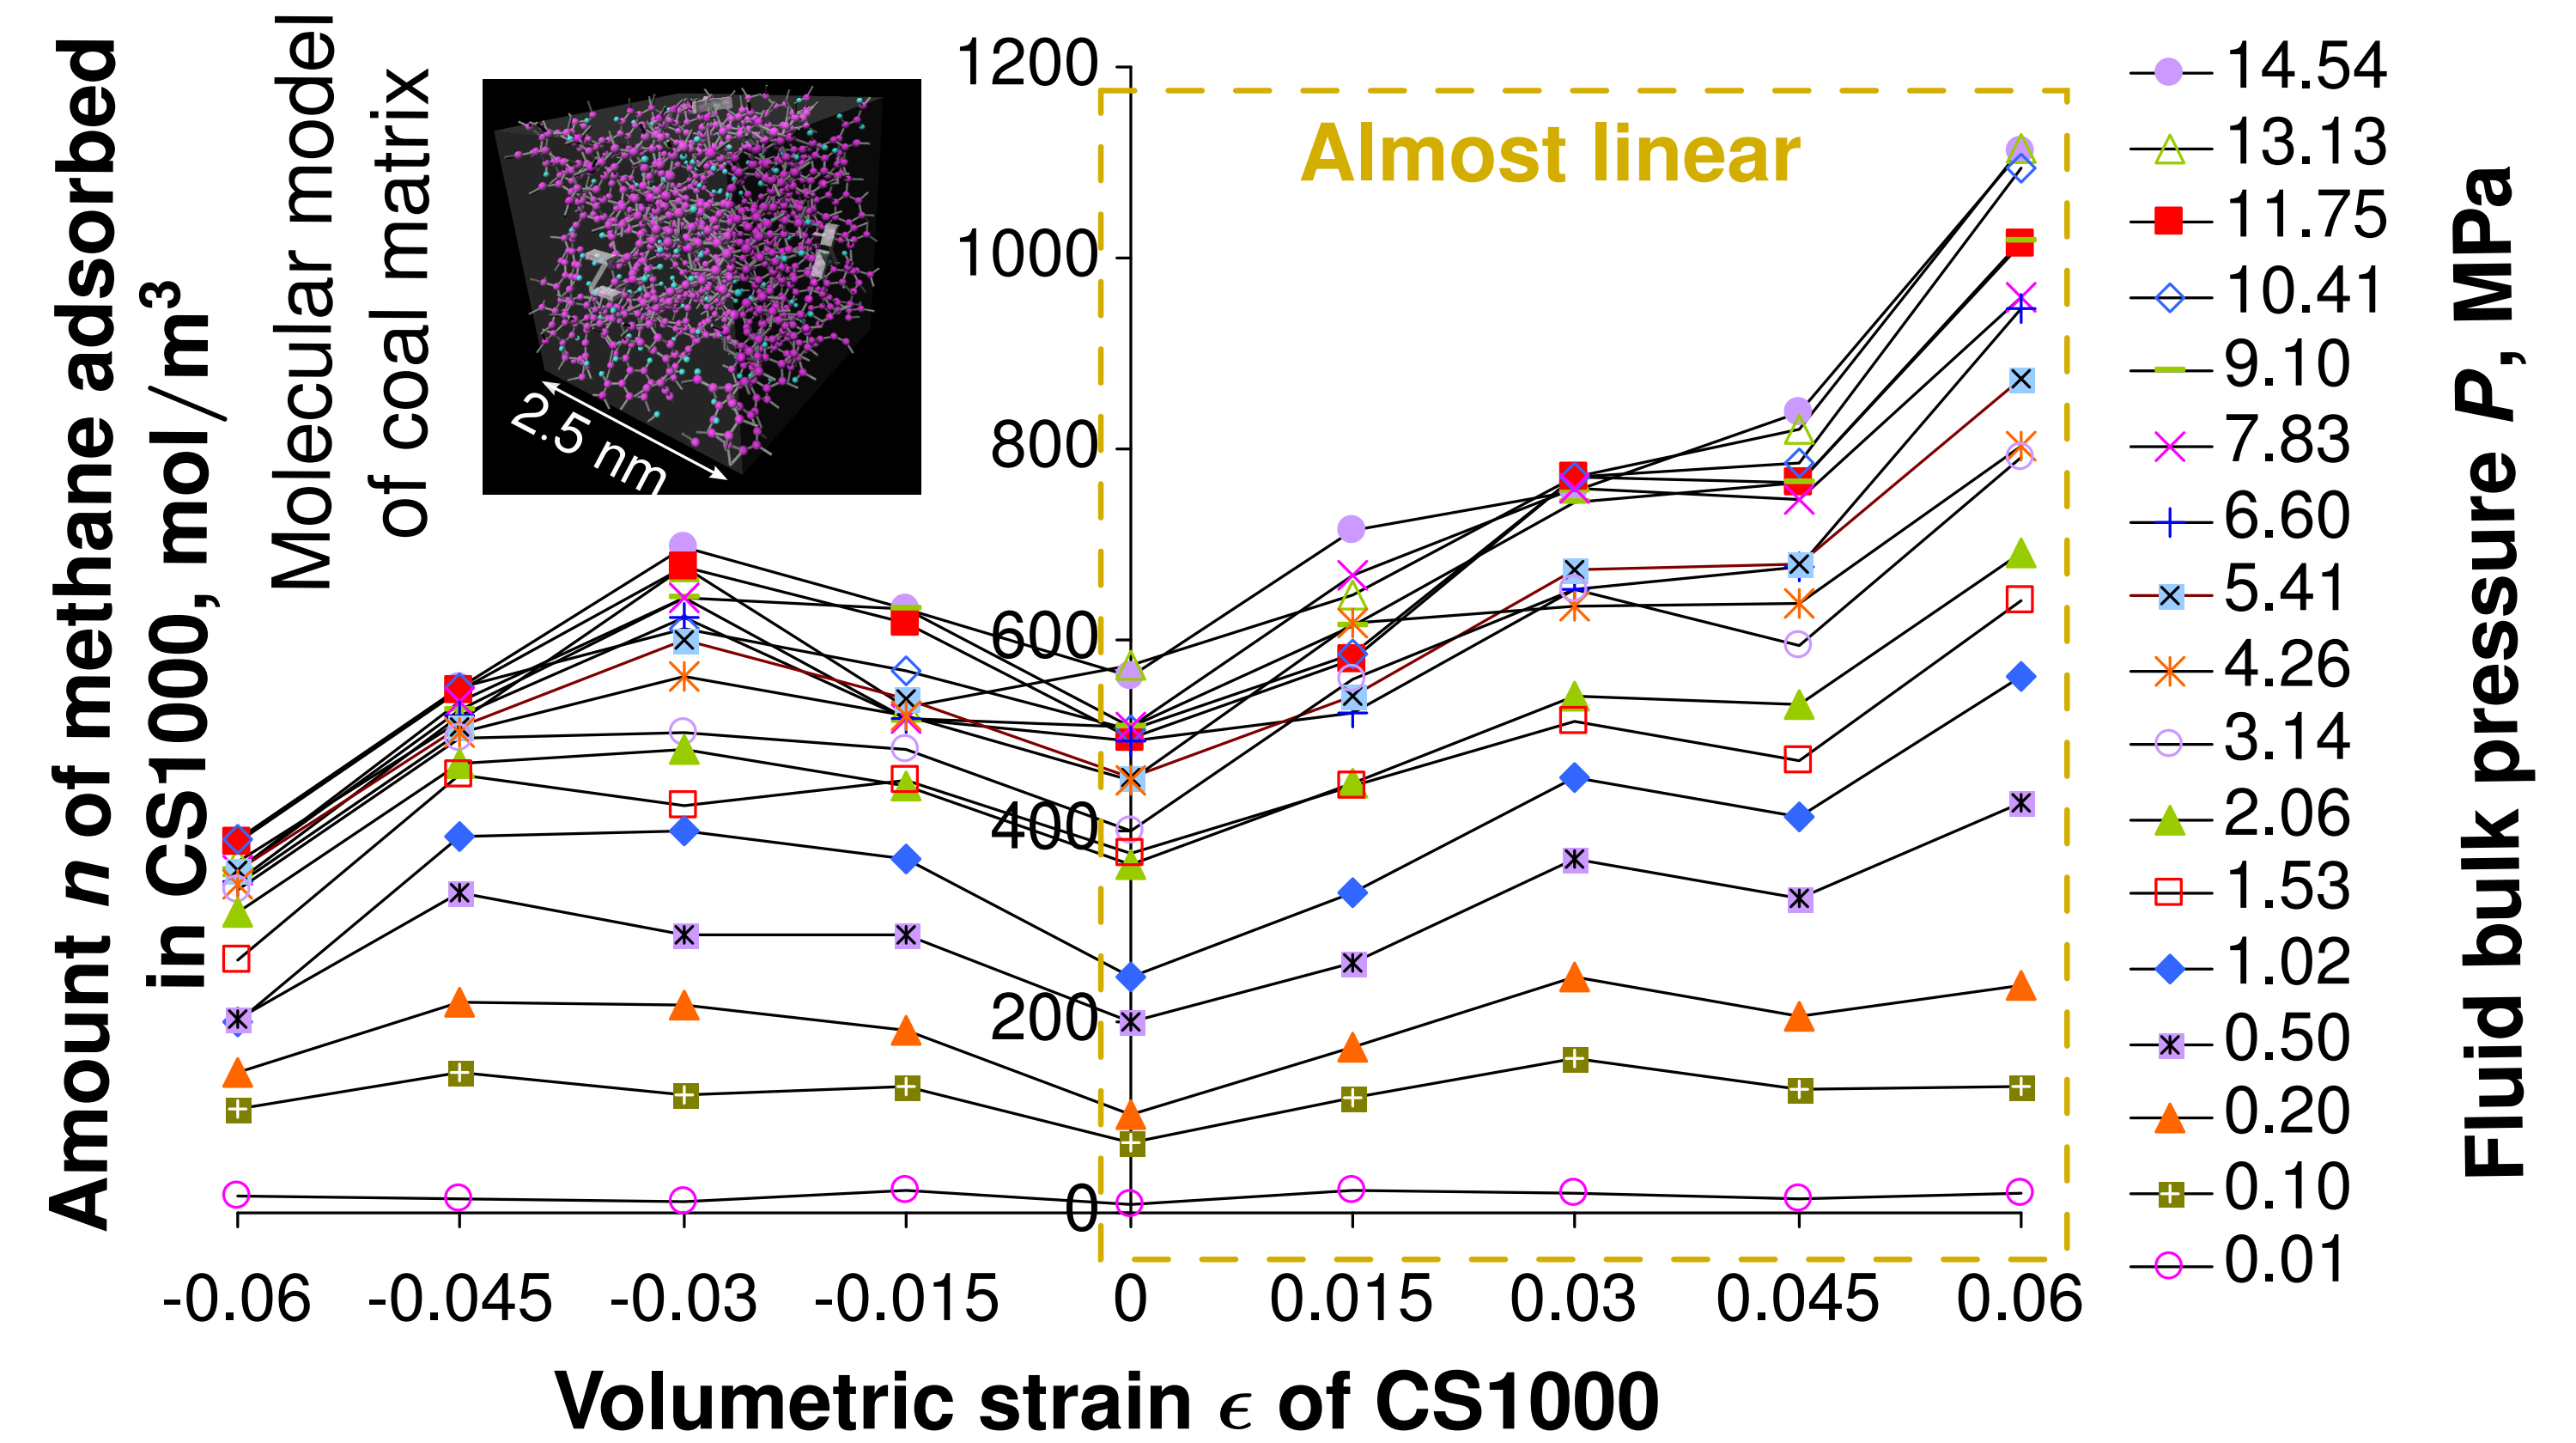 Amount n of methane adsorbed
in CS1000, mol/m³
Molecular model
of coal matrix
2.5 nm
Almost linear
1200
1000
800
600
400
200
0
-0.06 -0.045 -0.03 -0.015 0 0.015 0.03 0.045 0.06
Volumetric strain ϵ of CS1000
14.54
13.13
11.75
10.41
9.10
7.83
6.60
5.41
4.26
3.14
2.06
1.53
1.02
0.50
0.20
0.10
0.01
Fluid bulk pressure P, MPa